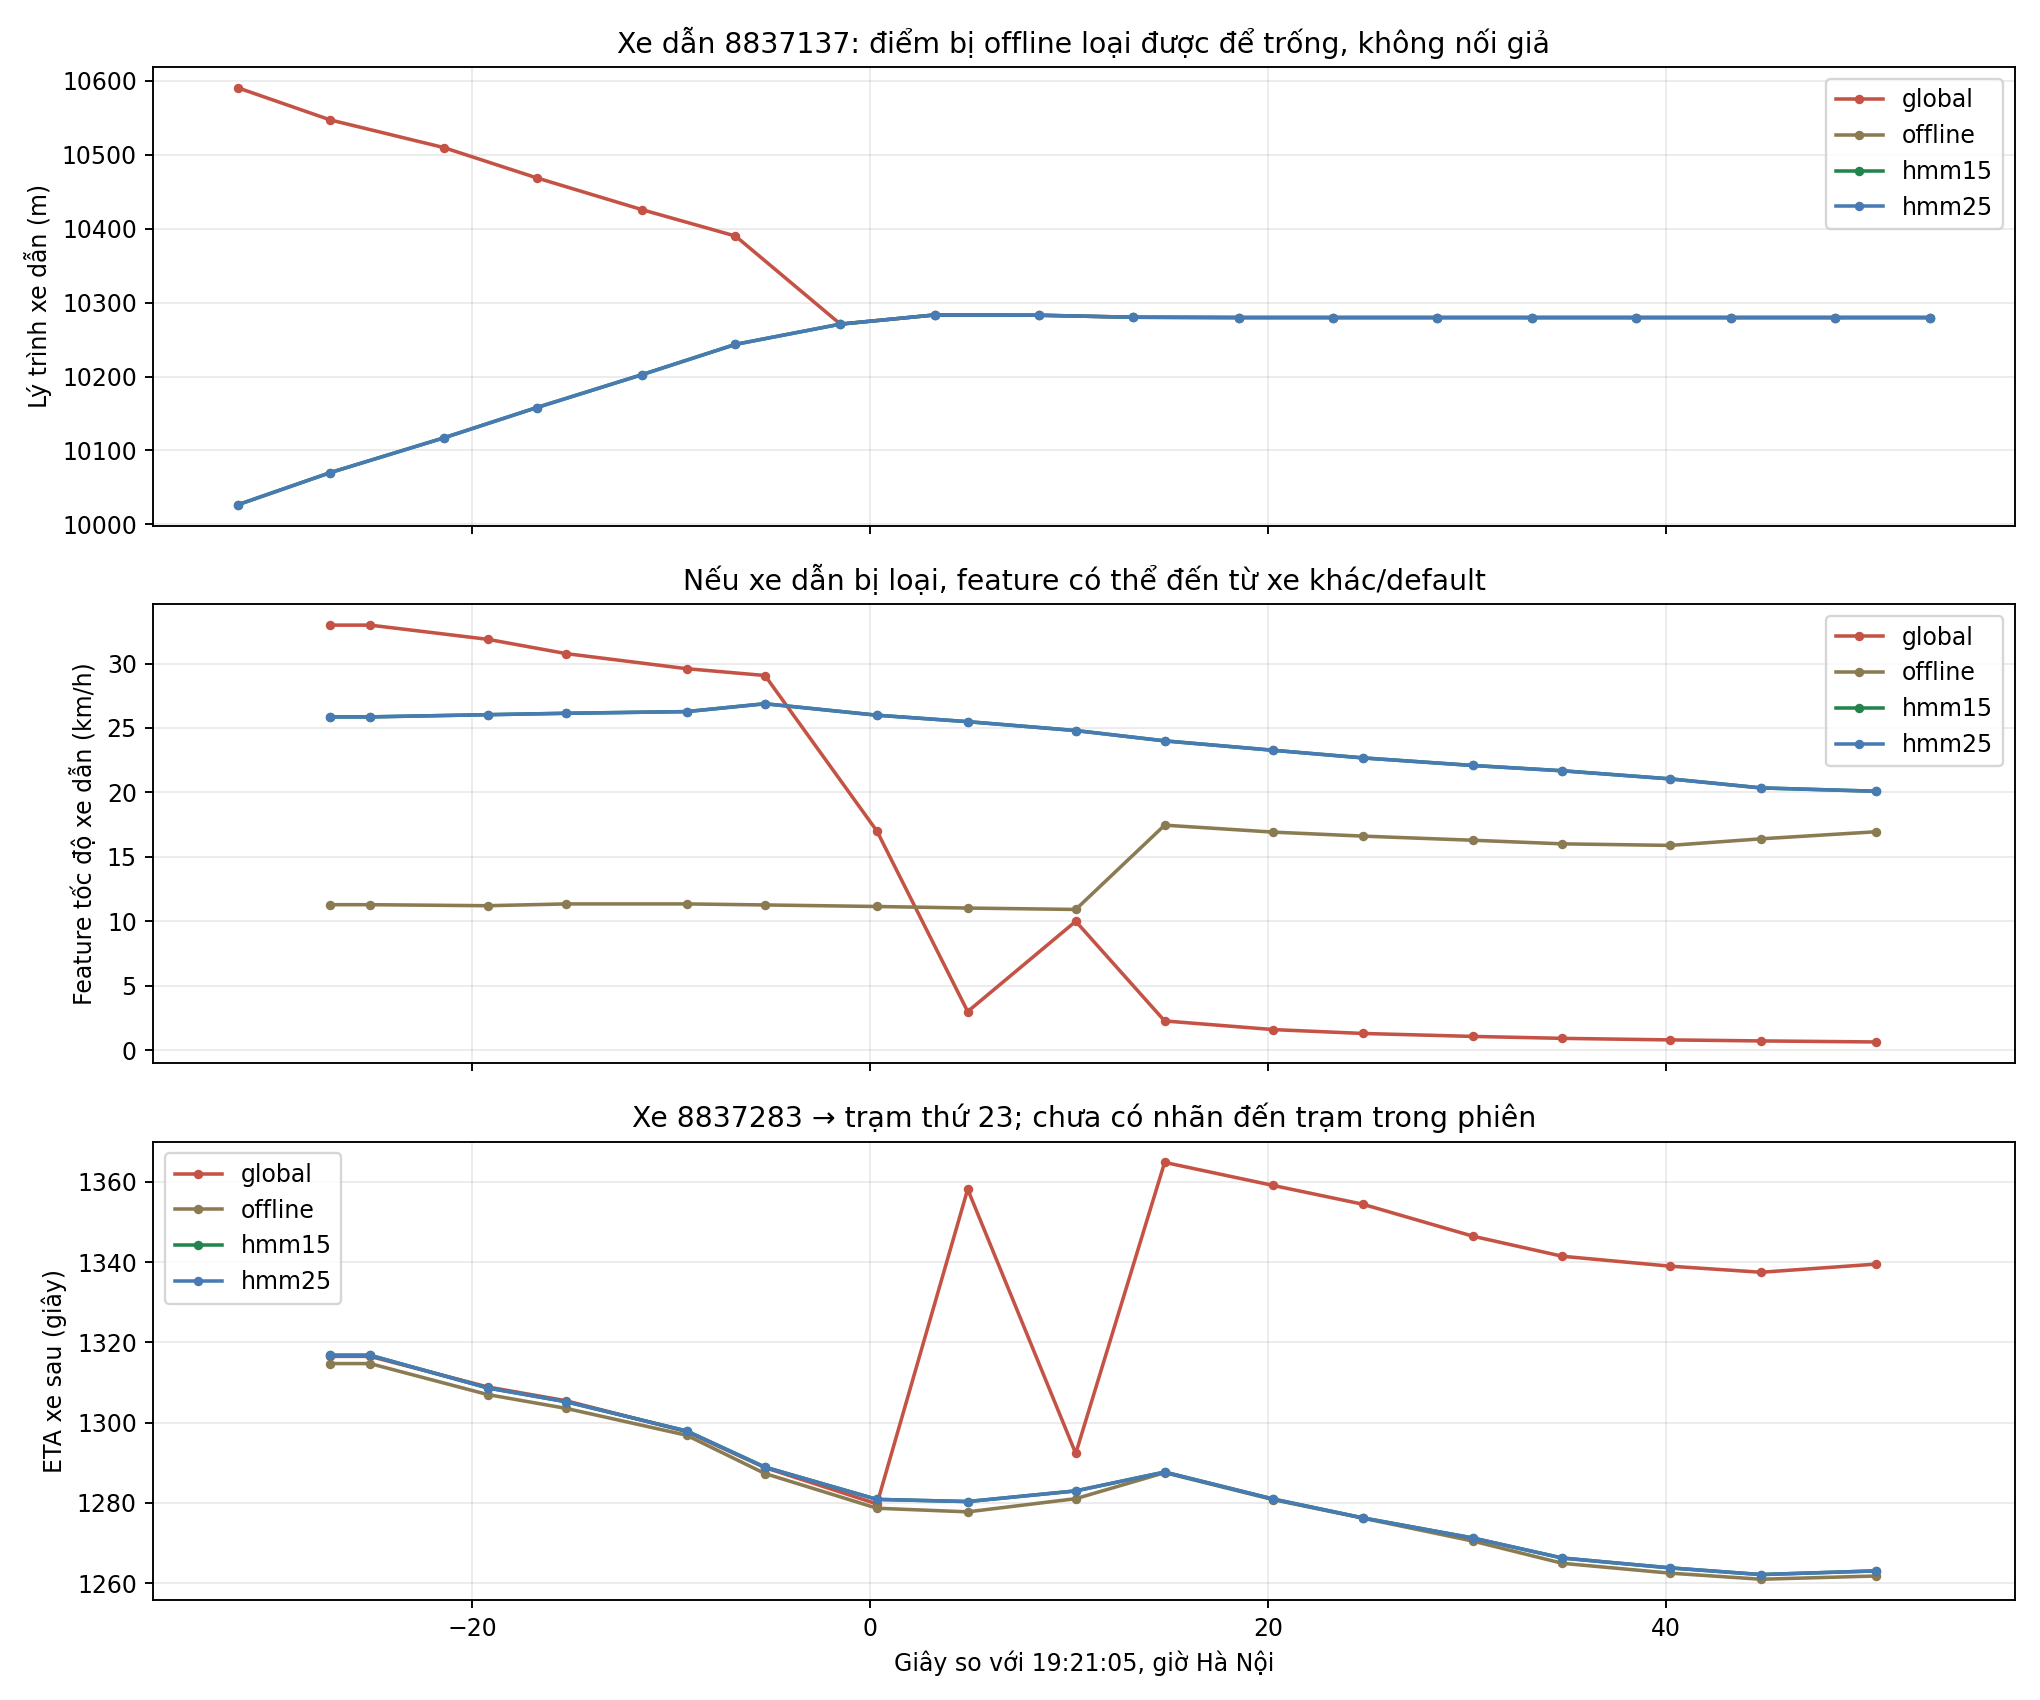 Xe dẫn 8837137: điểm bị offline loại được để trống, không nối giả
Lý trình xe dẫn (m)
10600
10500
10400
10300
10200
10100
10000
global
offline
hmm15
hmm25
Nếu xe dẫn bị loại, feature có thể đến từ xe khác/default
Feature tốc độ xe dẫn (km/h)
30
25
20
15
10
5
0
global
offline
hmm15
hmm25
Xe 8837283 → trạm thứ 23; chưa có nhãn đến trạm trong phiên
ETA xe sau (giây)
1360
1340
1320
1300
1280
1260
global
offline
hmm15
hmm25
−20
0
20
40
Giây so với 19:21:05, giờ Hà Nội